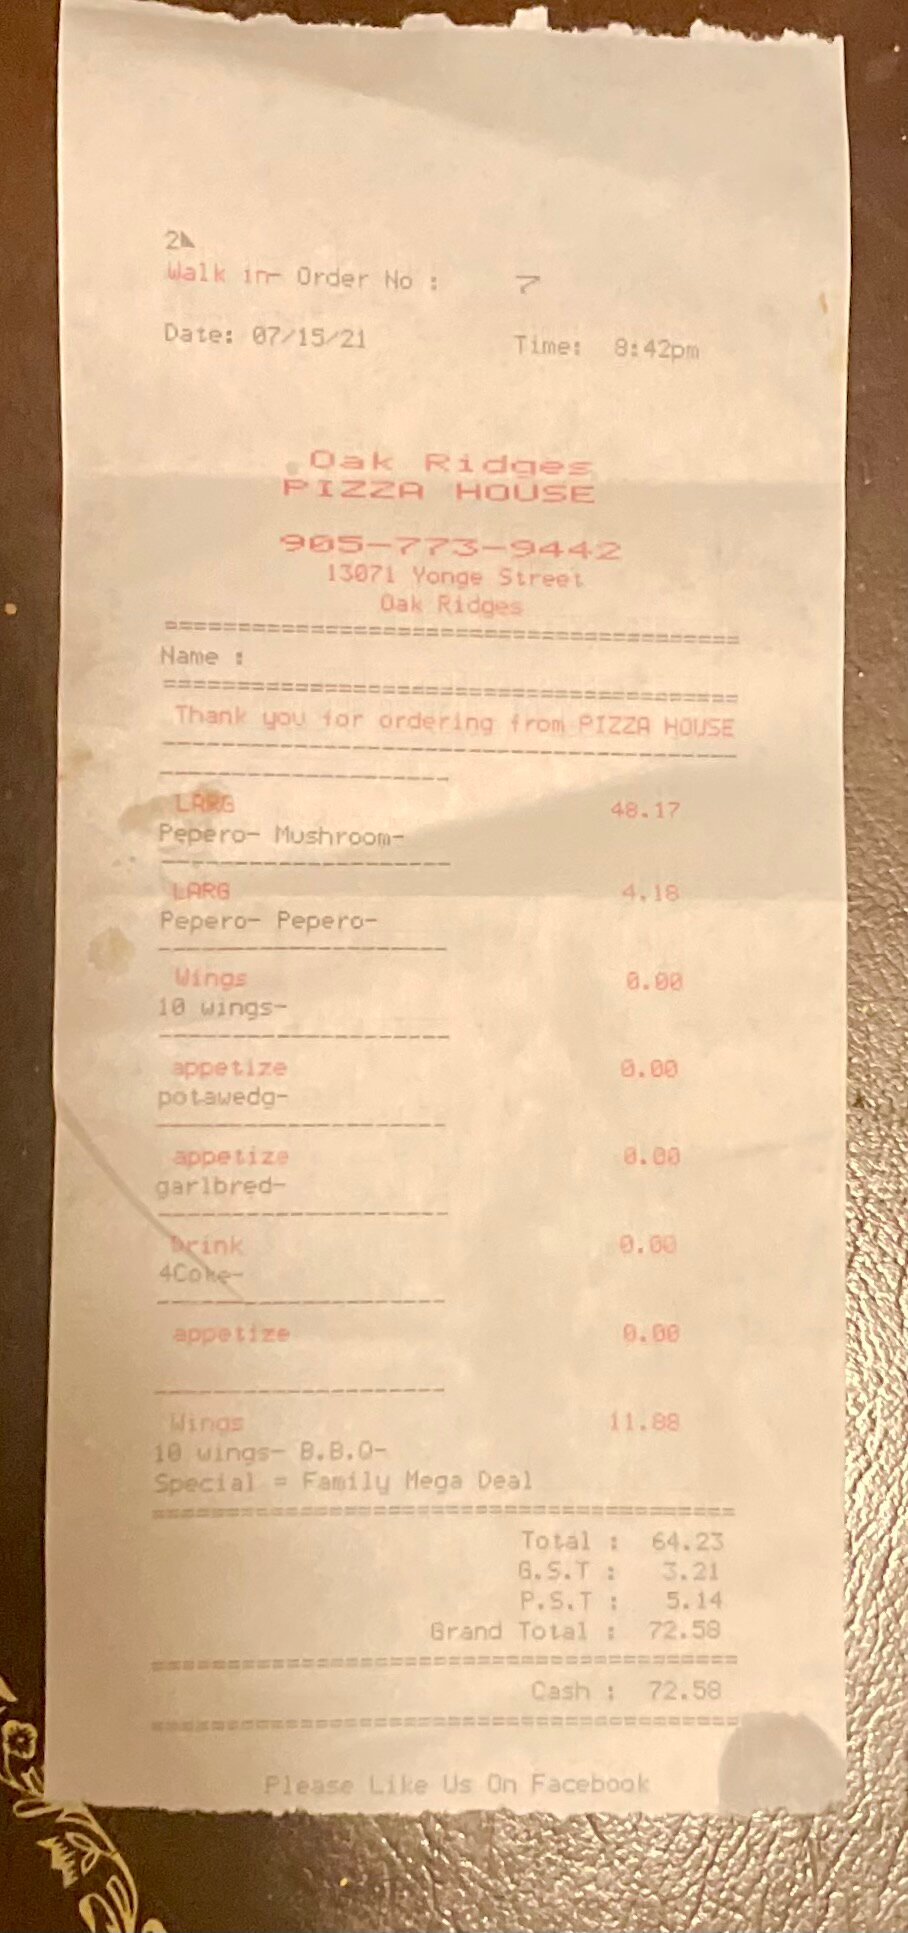 2
Walk in- Order No : 7
Date: 07/15/21 Time: 8:42pm
Oak Ridges
PIZZA HOUSE
905-773-9442
13071 Yonge Street
Oak Ridges
=======================================
Name :
=======================================
Thank you for ordering from PIZZA HOUSE
---------------------------------------
--------------------
LARG 48.17
Pepero- Mushroom-
--------------------
LARG 4.18
Pepero- Pepero-
--------------------
Wings 0.00
10 wings-
--------------------
appetize 0.00
potawedg-
--------------------
appetize 0.00
garlbred-
--------------------
Drink 0.00
4Coke-
--------------------
appetize 0.00
--------------------
Wings 11.88
10 wings- B.B.Q-
Special = Family Mega Deal
=======================================
Total : 64.23
G.S.T : 3.21
P.S.T : 5.14
Grand Total : 72.58
=======================================
Cash : 72.58
=======================================
Please Like Us On Facebook